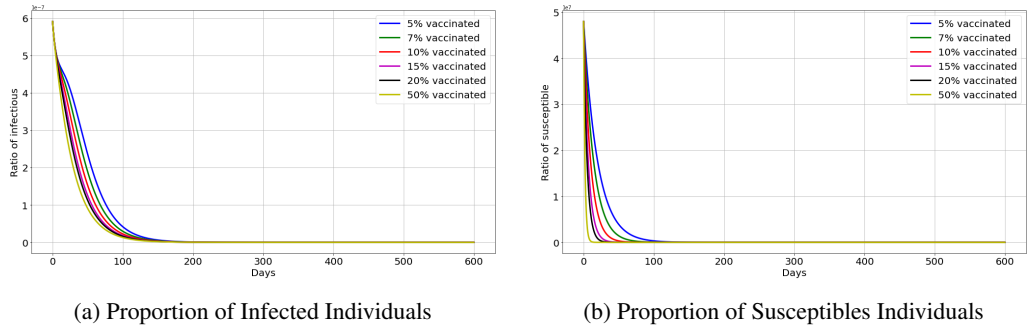 1e−7
6
5
4
3
2
1
0
Ratio of infectious
0 100 200 300 400 500 600
Days
5% vaccinated
7% vaccinated
10% vaccinated
15% vaccinated
20% vaccinated
50% vaccinated
(a) Proportion of Infected Individuals
1e7
5
4
3
2
1
0
Ratio of susceptible
0 100 200 300 400 500 600
Days
5% vaccinated
7% vaccinated
10% vaccinated
15% vaccinated
20% vaccinated
50% vaccinated
(b) Proportion of Susceptibles Individuals